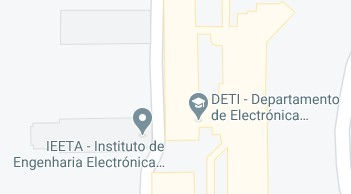 DETI - Departamento
de Electrónica...
IEETA - Instituto de
Engenharia Electrónica...